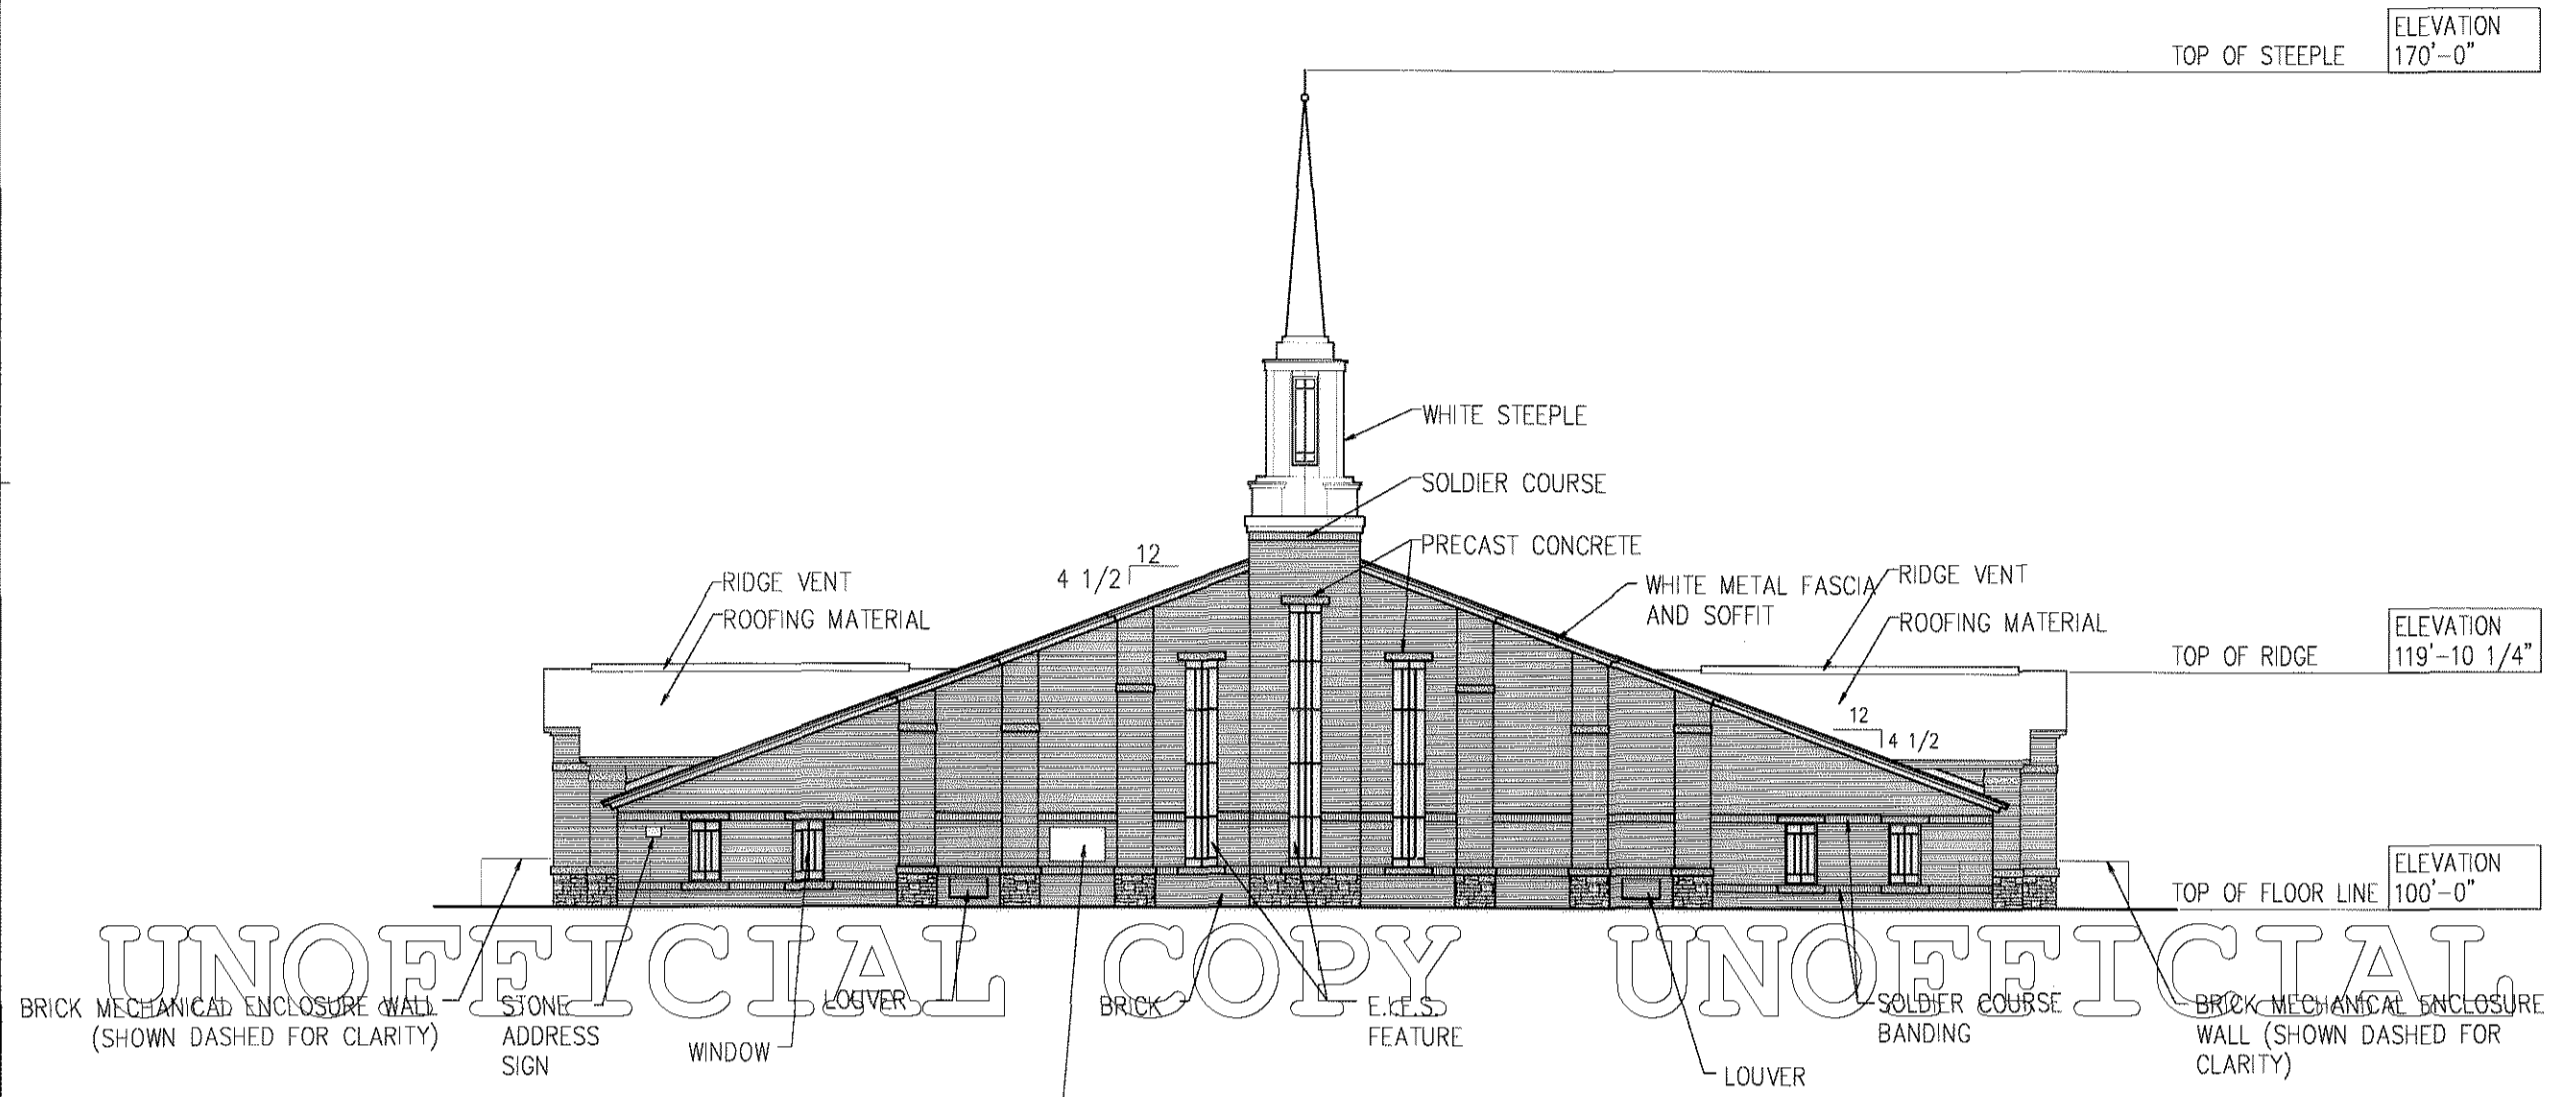 ELEVATION
TOP OF STEEPLE 170'-0"
WHITE STEEPLE
SOLDIER COURSE
PRECAST CONCRETE
12
4 1/2
RIDGE VENT
ROOFING MATERIAL
WHITE METAL FASCIA
AND SOFFIT
RIDGE VENT
ROOFING MATERIAL
ELEVATION
TOP OF RIDGE 119'-10 1/4"
12
4 1/2
ELEVATION
TOP OF FLOOR LINE 100'-0"
UNOFFICIAL COPY UNOFFICIAL
BRICK MECHANICAL ENCLOSURE WALL
(SHOWN DASHED FOR CLARITY)
STONE
ADDRESS
SIGN
WINDOW
LOUVER
BRICK
E.I.F.S.
FEATURE
SOLDIER COURSE
BANDING
LOUVER
BRICK MECHANICAL ENCLOSURE
WALL (SHOWN DASHED FOR
CLARITY)